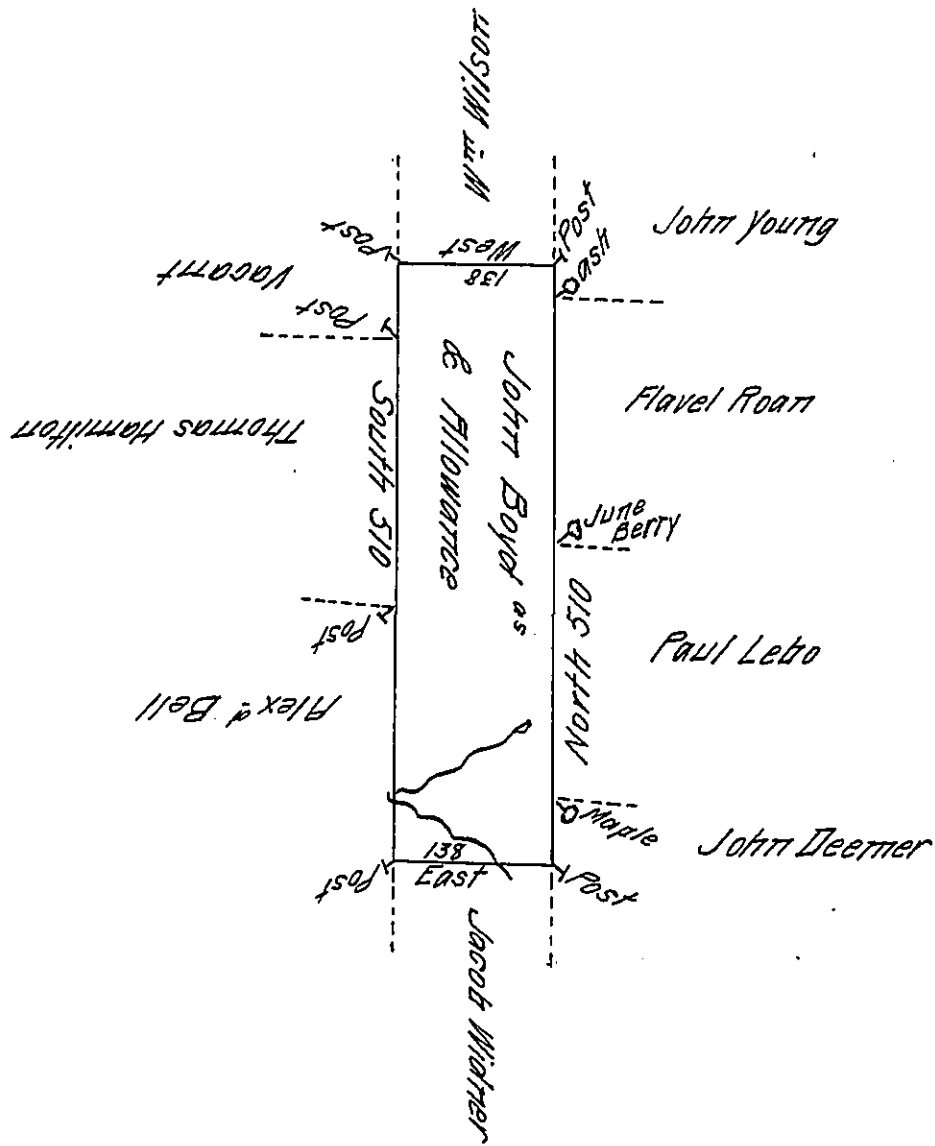 Wᵐ Wilson
Post
West
138
Post
ash
John Young
Vacant
Post
Flavel Roan
Thomas Hamilton
South 510
John Boyd as
& Allowance
June
Berry
North 510
Post
Paul Lebo
Alexʳ Bell
Maple
John Deemer
Post
138
East
Post
Jacob Widner